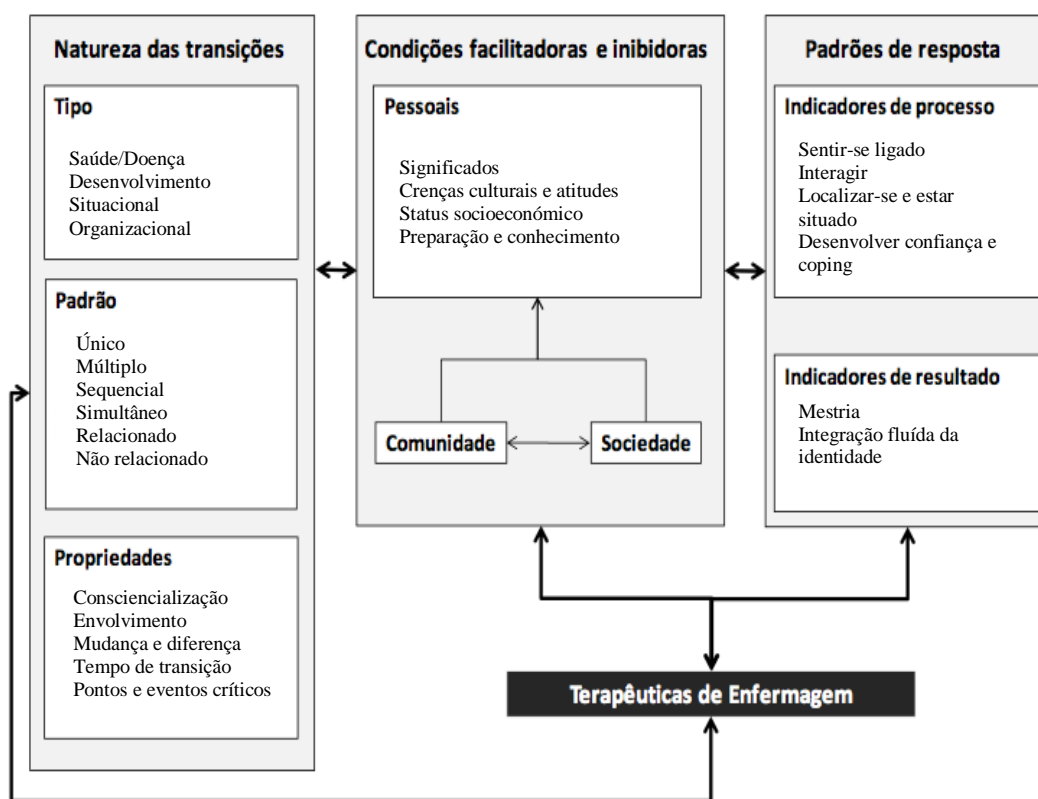 Natureza das transições
Tipo
Saúde/Doença
Desenvolvimento
Situacional
Organizacional
Padrão
Único
Múltiplo
Sequencial
Simultâneo
Relacionado
Não relacionado
Propriedades
Consciencialização
Envolvimento
Mudança e diferença
Tempo de transição
Pontos e eventos críticos
Condições facilitadoras e inibidoras
Pessoais
Significados
Crenças culturais e atitudes
Status socioeconómico
Preparação e conhecimento
Comunidade
Sociedade
Padrões de resposta
Indicadores de processo
Sentir-se ligado
Interagir
Localizar-se e estar
situado
Desenvolver confiança e
coping
Indicadores de resultado
Mestria
Integração fluída da
identidade
Terapêuticas de Enfermagem